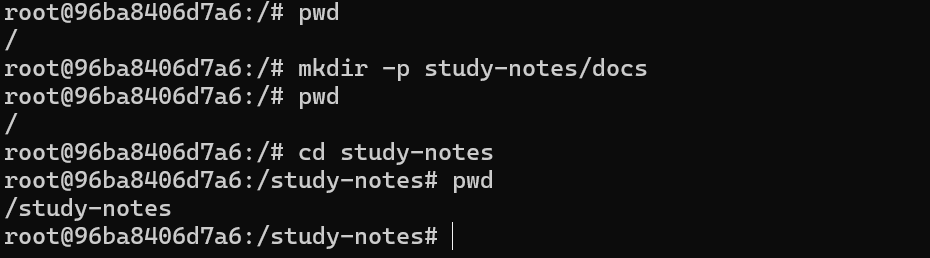 root@96ba8406d7a6:/# pwd
/
root@96ba8406d7a6:/# mkdir -p study-notes/docs
root@96ba8406d7a6:/# pwd
/
root@96ba8406d7a6:/# cd study-notes
root@96ba8406d7a6:/study-notes# pwd
/study-notes
root@96ba8406d7a6:/study-notes#